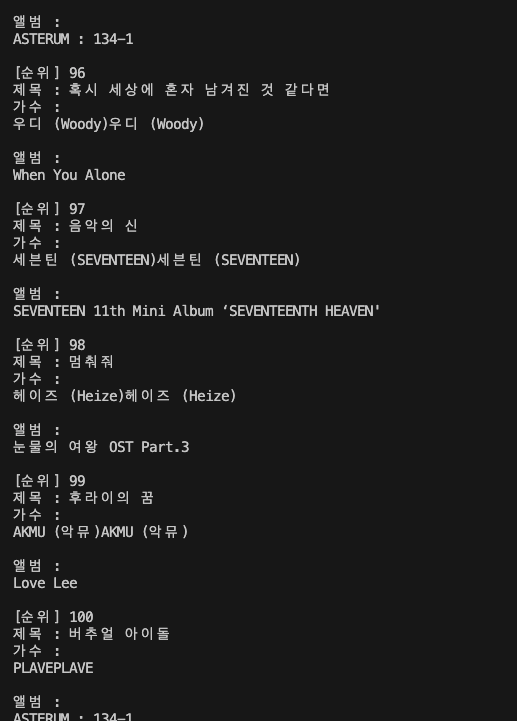 앨범 :
ASTERUM : 134-1
[순위] 96
제목 : 혹시 세상에 혼자 남겨진 것 같다면
가수 :
우디 (Woody)우디 (Woody)
앨범 :
When You Alone
[순위] 97
제목 : 음악의 신
가수 :
세븐틴 (SEVENTEEN)세븐틴 (SEVENTEEN)
앨범 :
SEVENTEEN 11th Mini Album ‘SEVENTEENTH HEAVEN'
[순위] 98
제목 : 멈춰줘
가수 :
헤이즈 (Heize)헤이즈 (Heize)
앨범 :
눈물의 여왕 OST Part.3
[순위] 99
제목 : 후라이의 꿈
가수 :
AKMU (악뮤)AKMU (악뮤)
앨범 :
Love Lee
[순위] 100
제목 : 버추얼 아이돌
가수 :
PLAVEPLAVE
앨범 :
ASTERUM : 134-1